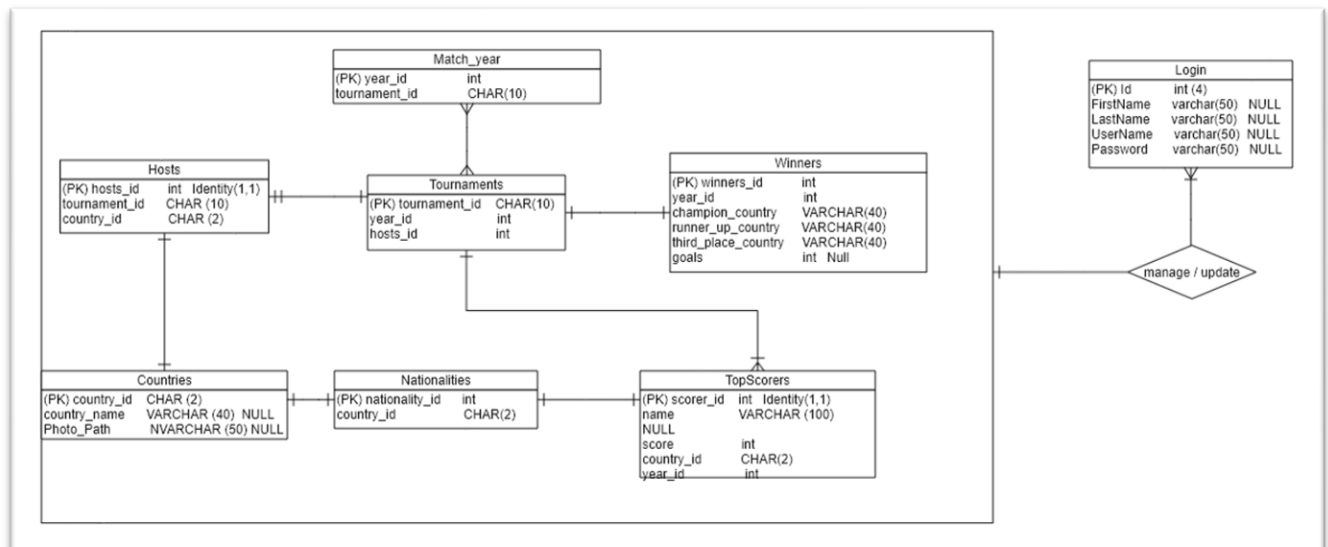 Match_year
(PK) year_id int
tournament_id CHAR(10)
Login
(PK) Id int (4)
FirstName varchar(50) NULL
LastName varchar(50) NULL
UserName varchar(50) NULL
Password varchar(50) NULL
Hosts
(PK) hosts_id int Identity(1,1)
tournament_id CHAR (10)
country_id CHAR (2)
Tournaments
(PK) tournament_id CHAR(10)
year_id int
hosts_id int
Winners
(PK) winners_id int
year_id int
champion_country VARCHAR(40)
runner_up_country VARCHAR(40)
third_place_country VARCHAR(40)
goals int Null
manage / update
Countries
(PK) country_id CHAR (2)
country_name VARCHAR (40) NULL
Photo_Path NVARCHAR (50) NULL
Nationalities
(PK) nationality_id int
country_id CHAR(2)
TopScorers
(PK) scorer_id int Identity(1,1)
name VARCHAR (100)
NULL
score int
country_id CHAR(2)
year_id int